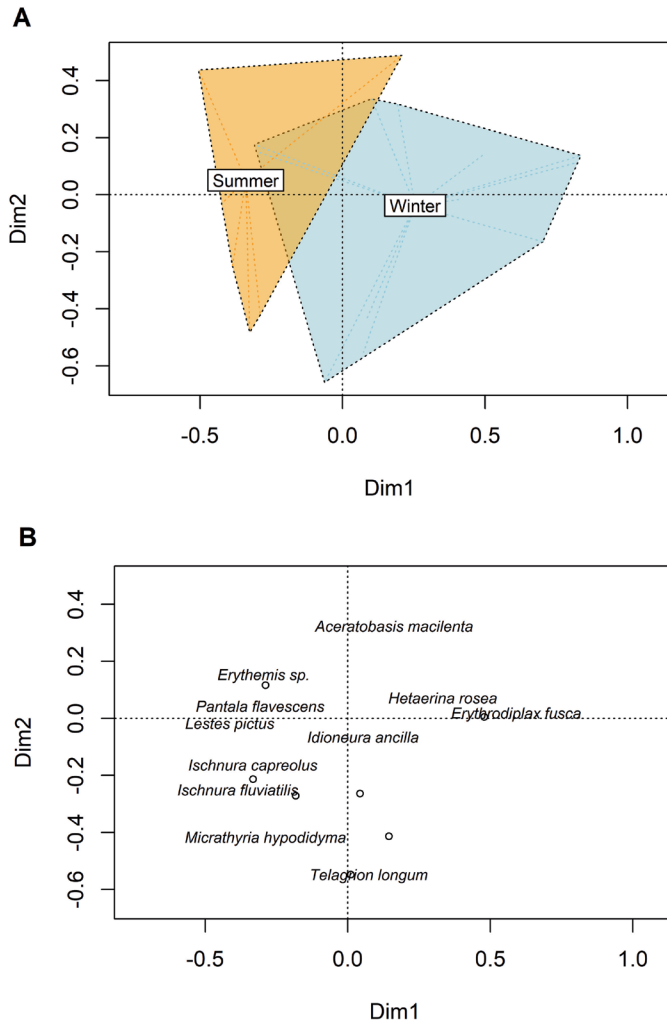 A
0.4
0.2
0.0
-0.2
-0.4
-0.6
Dim2
Summer
Winter
-0.5 0.0 0.5 1.0
Dim1
B
0.4
0.2
0.0
-0.2
-0.4
-0.6
Dim2
Aceratobasis macilenta
Erythemis sp.
Hetaerina rosea
Pantala flavescens
Erythrodiplax fusca
Lestes pictus
Idioneura ancilla
Ischnura capreolus
Ischnura fluviatilis
Micrathyria hypodidyma
Telagrion longum
-0.5 0.0 0.5 1.0
Dim1